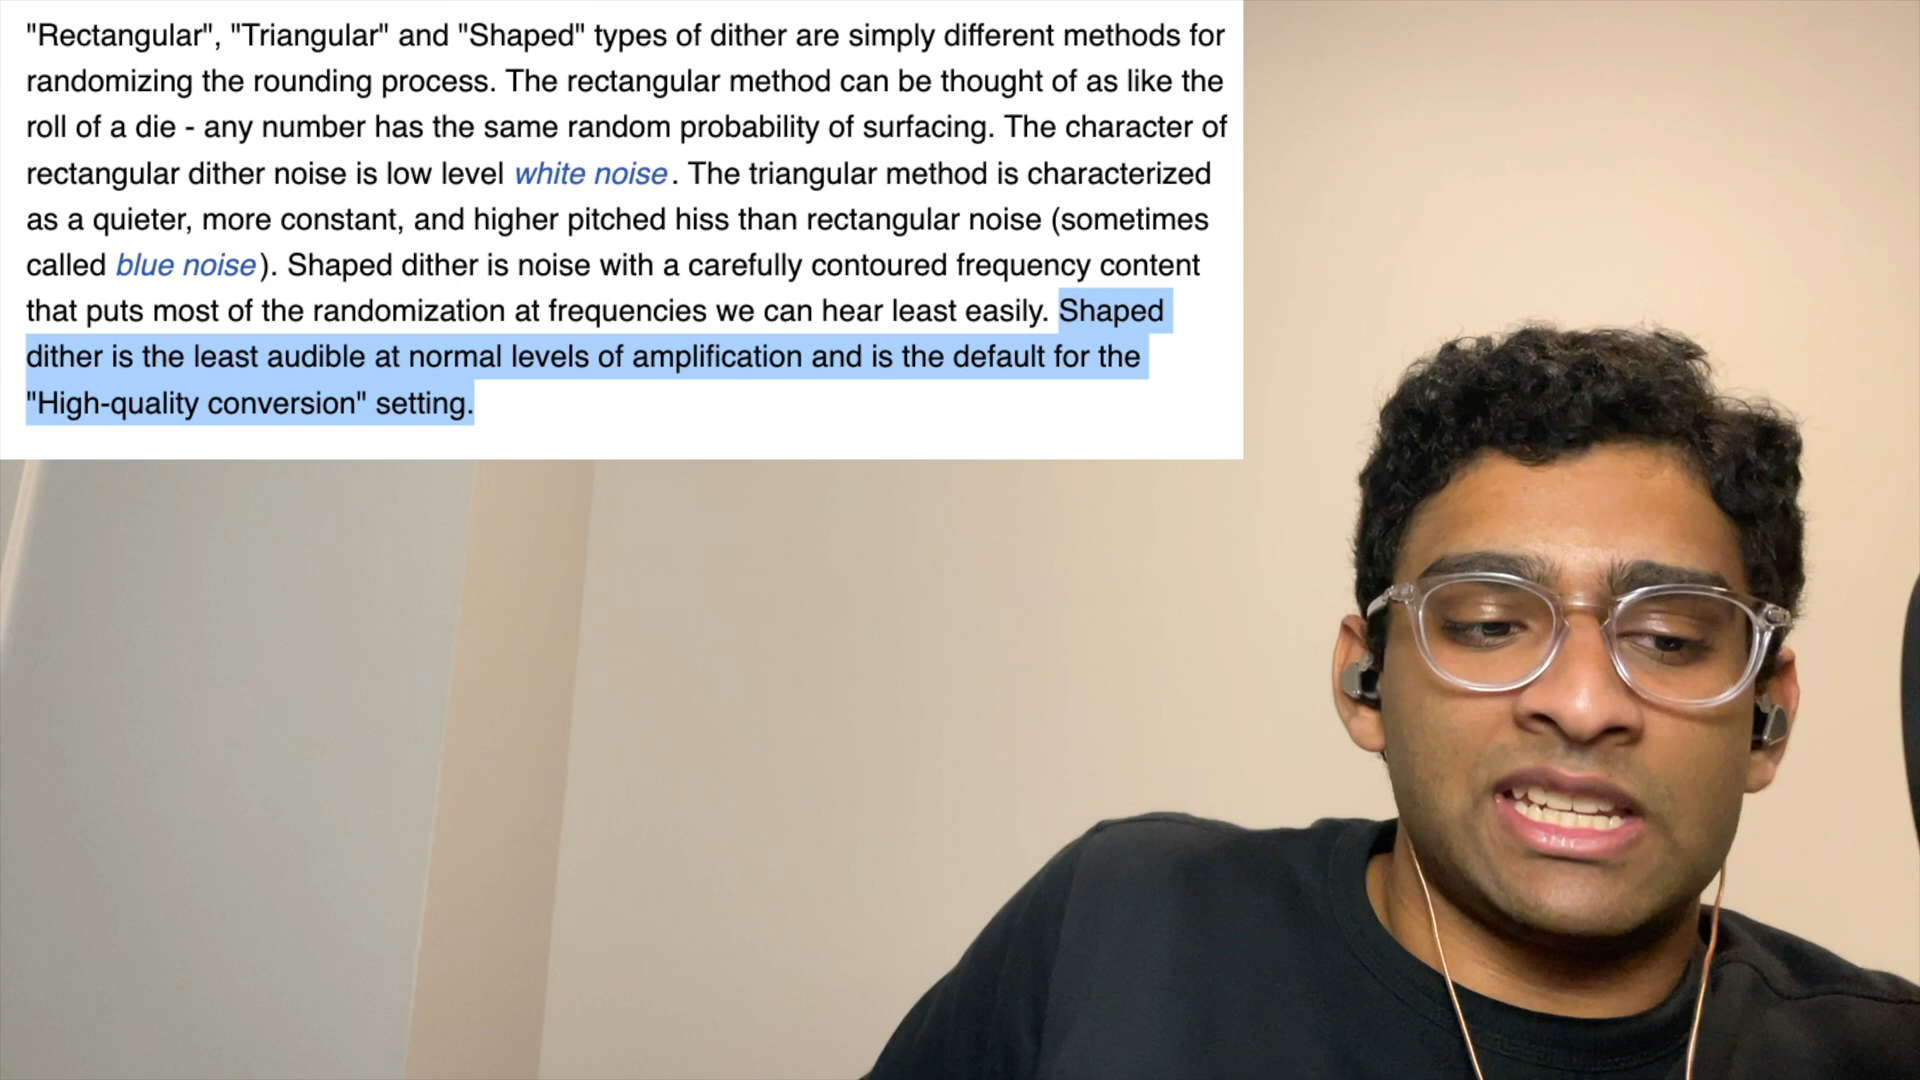 "Rectangular", "Triangular" and "Shaped" types of dither are simply different methods for
randomizing the rounding process. The rectangular method can be thought of as like the
roll of a die - any number has the same random probability of surfacing. The character of
rectangular dither noise is low level white noise. The triangular method is characterized
as a quieter, more constant, and higher pitched hiss than rectangular noise (sometimes
called blue noise). Shaped dither is noise with a carefully contoured frequency content
that puts most of the randomization at frequencies we can hear least easily. Shaped
dither is the least audible at normal levels of amplification and is the default for the
"High-quality conversion" setting.